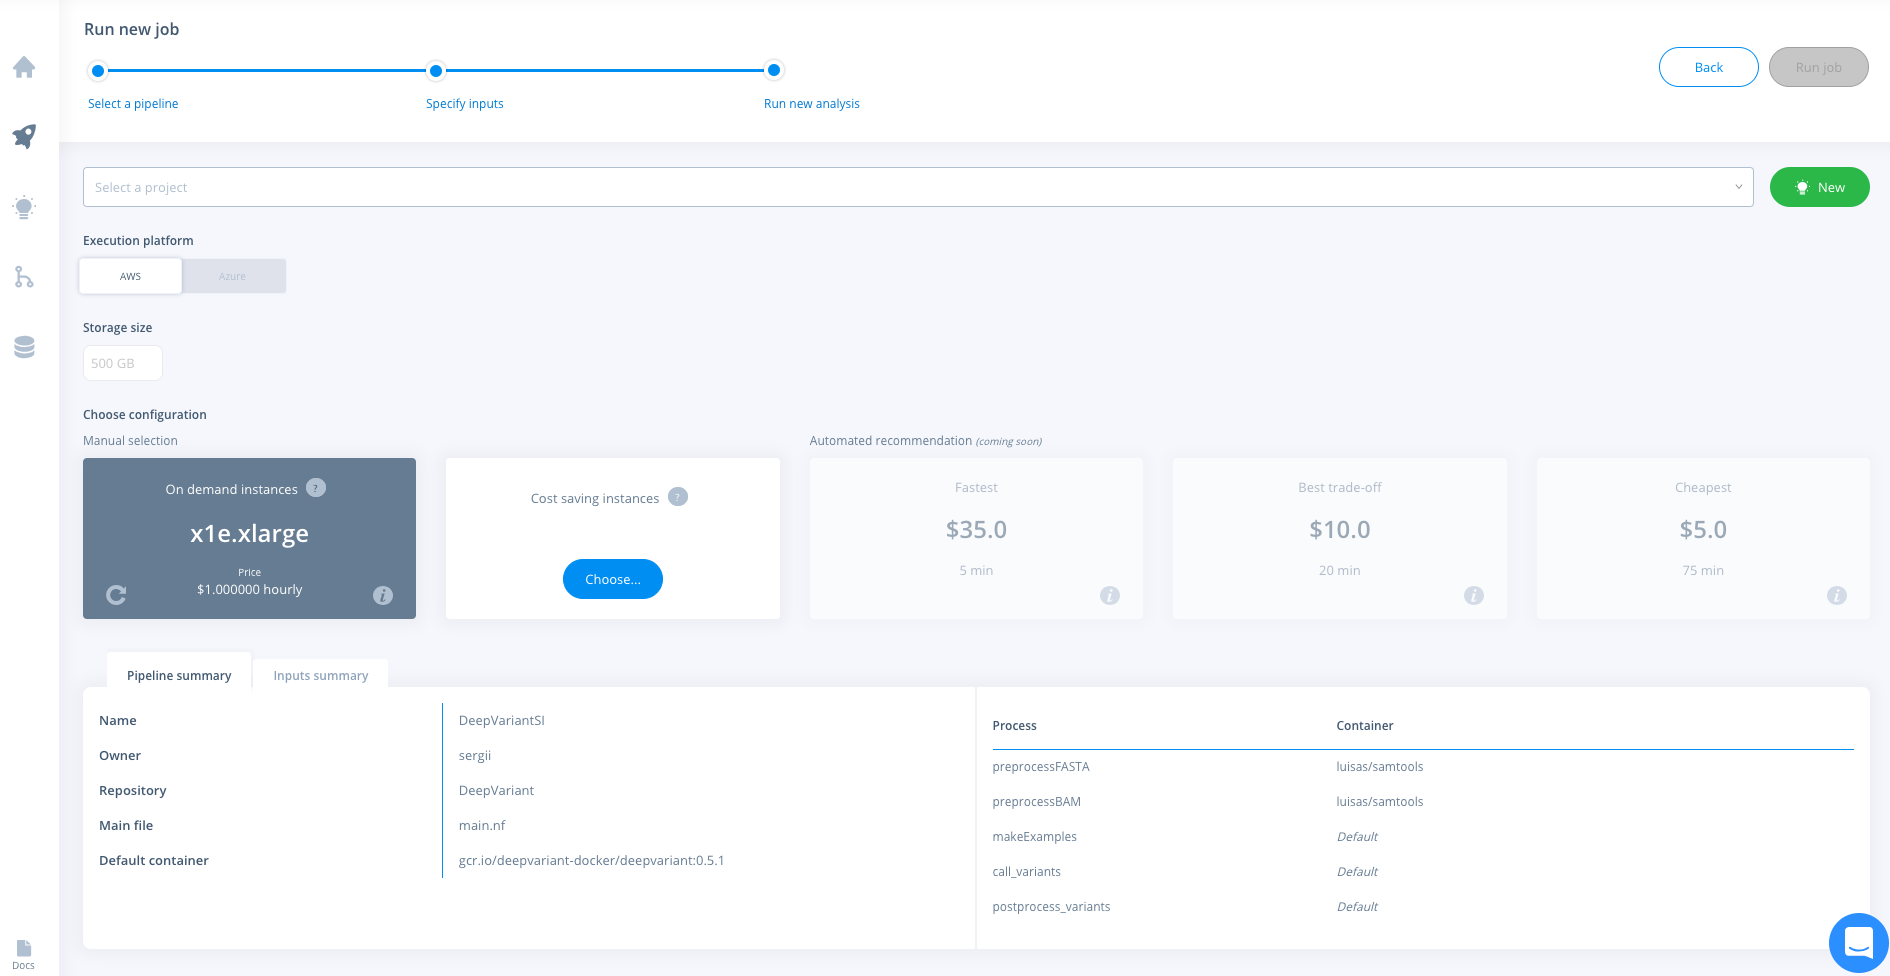 Run new job
Select a pipeline
Specify inputs
Run new analysis
Back
Run job
Select a project
New
Execution platform
AWS
Azure
Storage size
500 GB
Choose configuration
Manual selection
Automated recommendation (coming soon)
On demand instances ?
x1e.xlarge
Price
$1.000000 hourly
i
Cost saving instances ?
Choose...
Fastest
$35.0
5 min
i
Best trade-off
$10.0
20 min
i
Cheapest
$5.0
75 min
i
Pipeline summary
Inputs summary
Name DeepVariantSI
Owner sergii
Repository DeepVariant
Main file main.nf
Default container gcr.io/deepvariant-docker/deepvariant:0.5.1
Process Container
preprocessFASTA luisas/samtools
preprocessBAM luisas/samtools
makeExamples Default
call_variants Default
postprocess_variants Default
Docs